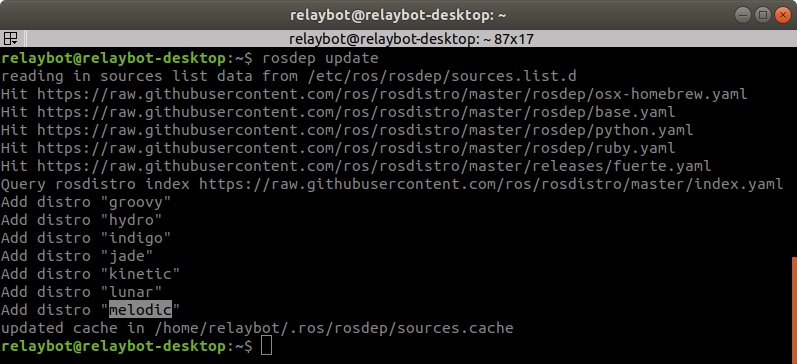 relaybot@relaybot-desktop: ~
relaybot@relaybot-desktop: ~ 87x17
relaybot@relaybot-desktop:~$ rosdep update
reading in sources list data from /etc/ros/rosdep/sources.list.d
Hit https://raw.githubusercontent.com/ros/rosdistro/master/rosdep/osx-homebrew.yaml
Hit https://raw.githubusercontent.com/ros/rosdistro/master/rosdep/base.yaml
Hit https://raw.githubusercontent.com/ros/rosdistro/master/rosdep/python.yaml
Hit https://raw.githubusercontent.com/ros/rosdistro/master/rosdep/ruby.yaml
Hit https://raw.githubusercontent.com/ros/rosdistro/master/releases/fuerte.yaml
Query rosdistro index https://raw.githubusercontent.com/ros/rosdistro/master/index.yaml
Add distro "groovy"
Add distro "hydro"
Add distro "indigo"
Add distro "jade"
Add distro "kinetic"
Add distro "lunar"
Add distro "melodic"
updated cache in /home/relaybot/.ros/rosdep/sources.cache
relaybot@relaybot-desktop:~$